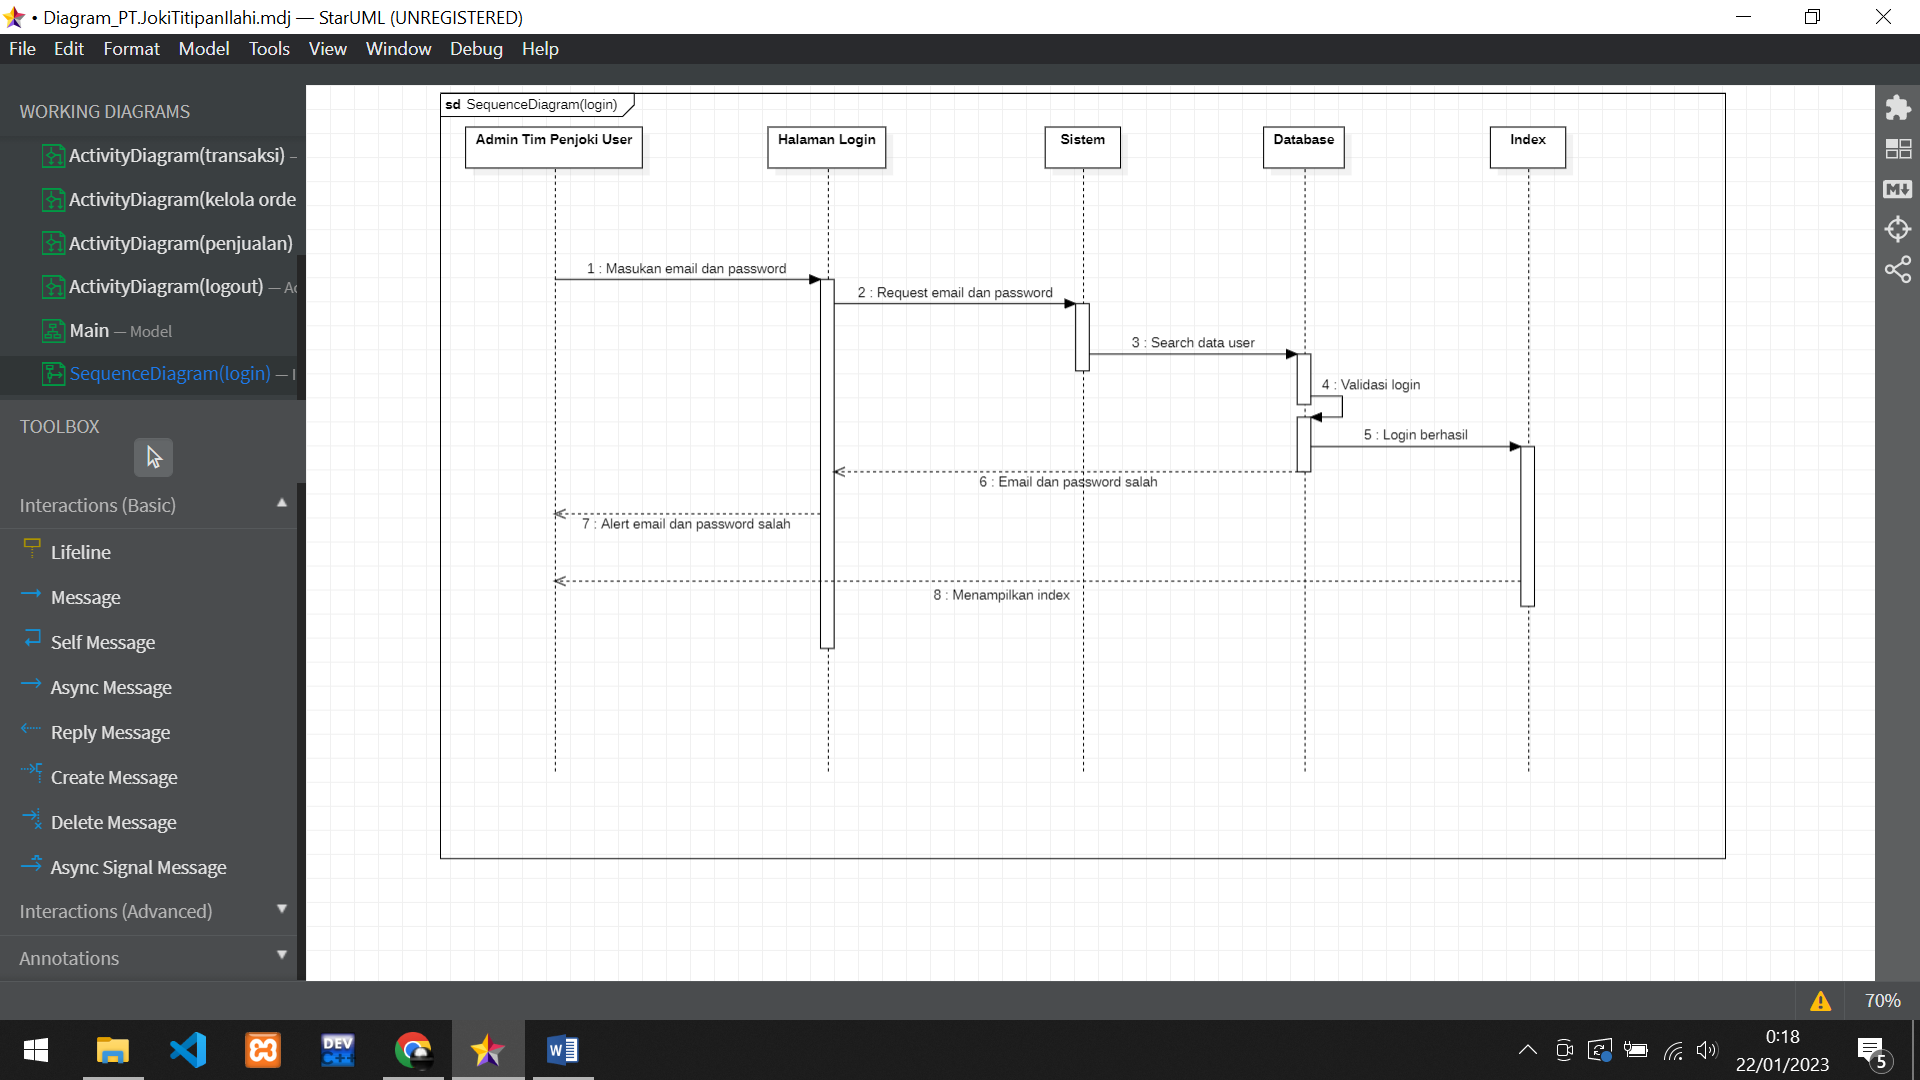 Diagram_PT.JokiTitipanIlahi.mdj — StarUML (UNREGISTERED)
File Edit Format Model Tools View Window Debug Help
WORKING DIAGRAMS
ActivityDiagram(transaksi) –
ActivityDiagram(kelola orde
ActivityDiagram(penjualan)
ActivityDiagram(logout) — Ac
Main — Model
SequenceDiagram(login) — I
TOOLBOX
Interactions (Basic)
Lifeline
Message
Self Message
Async Message
Reply Message
Create Message
Delete Message
Async Signal Message
Interactions (Advanced)
Annotations
sd SequenceDiagram(login)
Admin Tim Penjoki User
Halaman Login
Sistem
Database
Index
1 : Masukan email dan password
2 : Request email dan password
3 : Search data user
4 : Validasi login
5 : Login berhasil
6 : Email dan password salah
7 : Alert email dan password salah
8 : Menampilkan index
M
70%
DEV
C++
W
0:18
22/01/2023
5